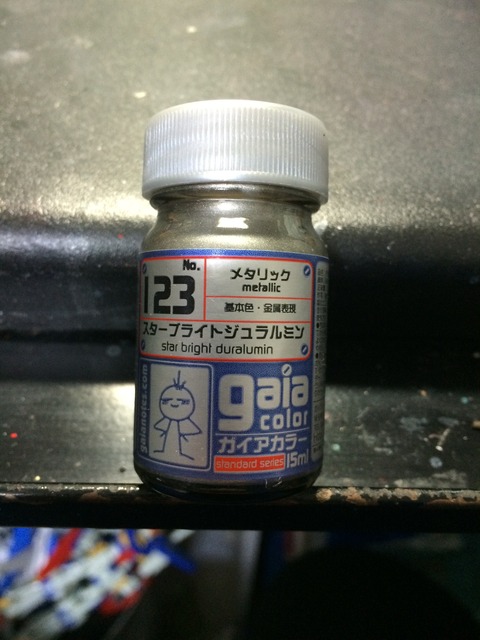 No.
123
メタリック
metallic
基本色・金属表現
スターブライトジュラルミン
star bright duralumin
gaianotes.com
gaia
color
ガイアカラー
standard series 15ml